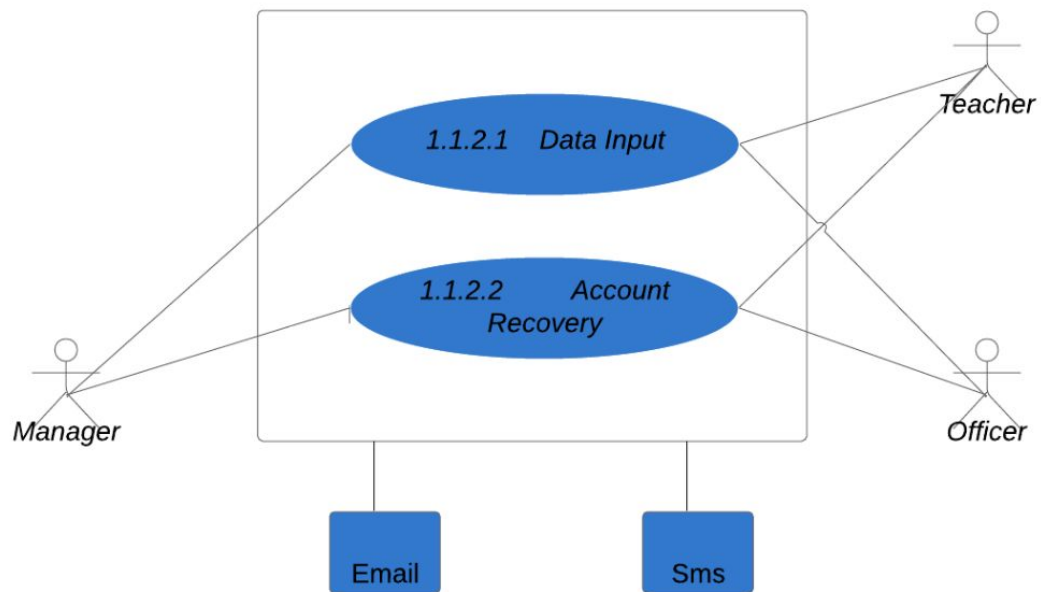 Teacher
1.1.2.1 Data Input
1.1.2.2 Account
Recovery
Manager
Officer
Email
Sms